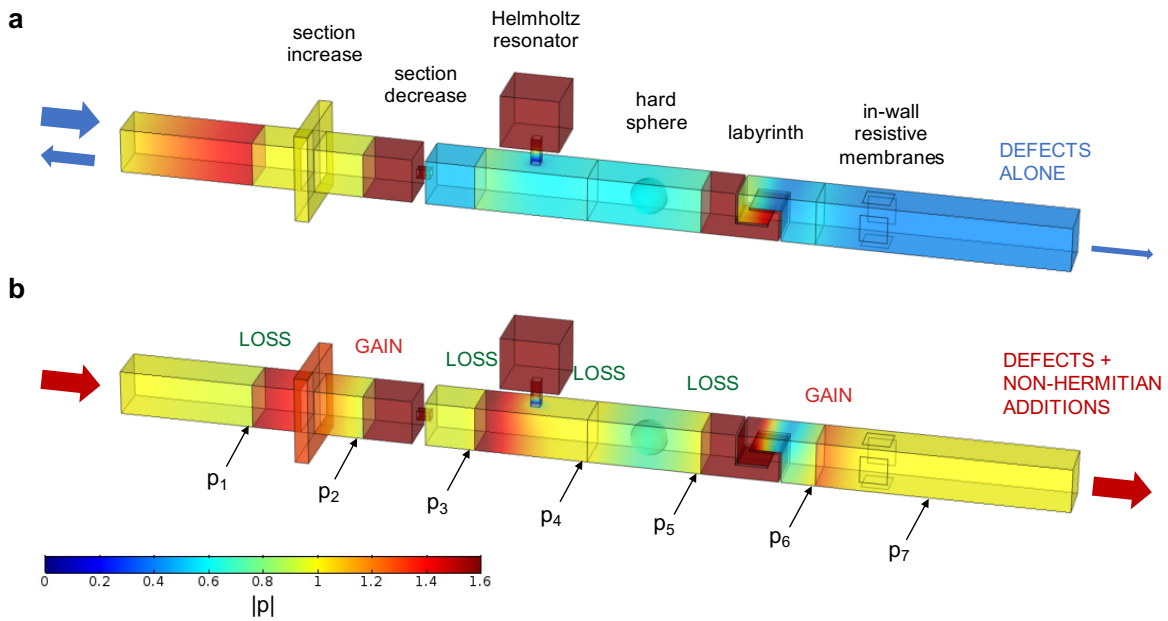 a
section
increase
section
decrease
Helmholtz
resonator
hard
sphere
labyrinth
in-wall
resistive
membranes
DEFECTS
ALONE
b
LOSS
GAIN
LOSS
LOSS
LOSS
GAIN
DEFECTS +
NON-HERMITIAN
ADDITIONS
p1
p2
p3
p4
p5
p6
p7
0 0.2 0.4 0.6 0.8 1 1.2 1.4 1.6
|p|